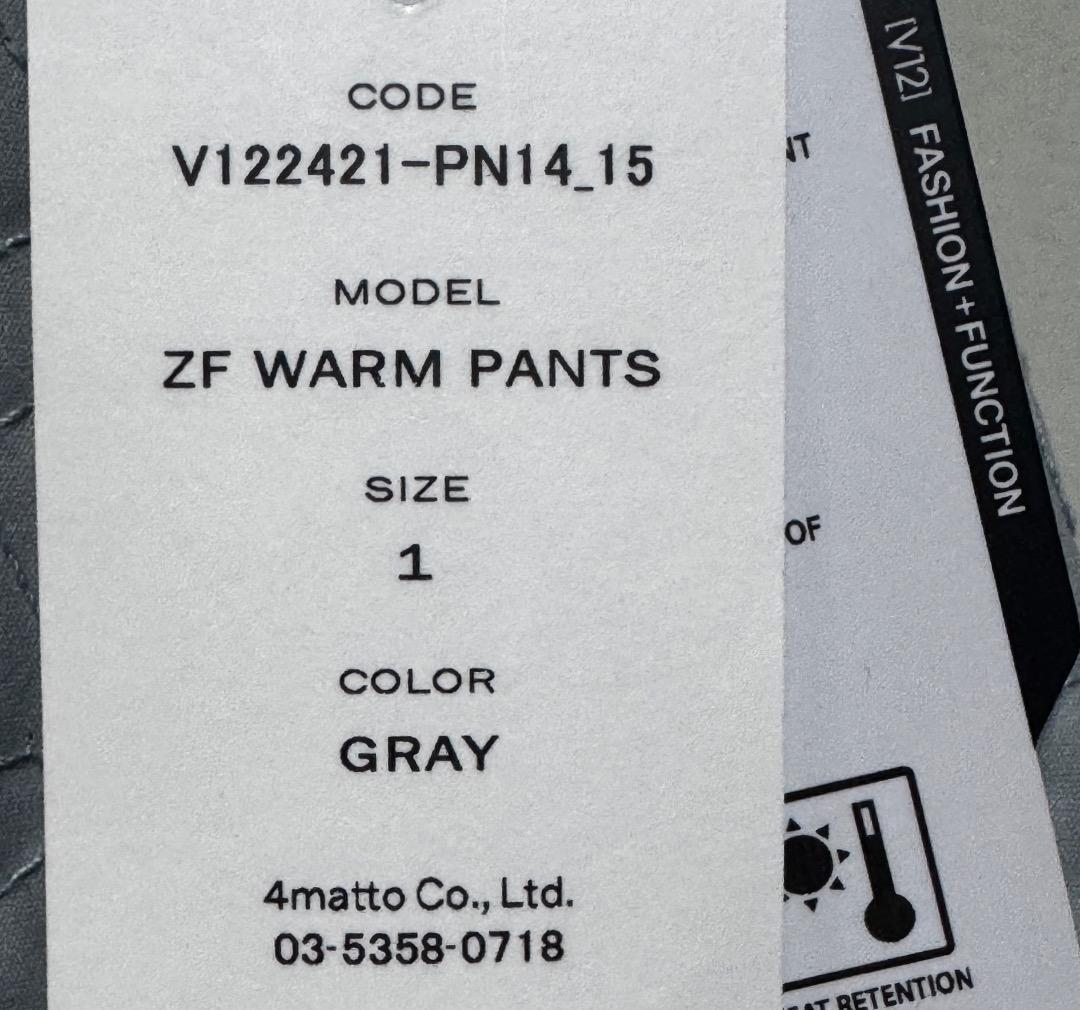 CODE
V122421-PN14_15
MODEL
ZF WARM PANTS
SIZE
1
COLOR
GRAY
4matto Co., Ltd.
03-5358-0718
[V12] FASHION+FUNCTION
OF
RETENTION